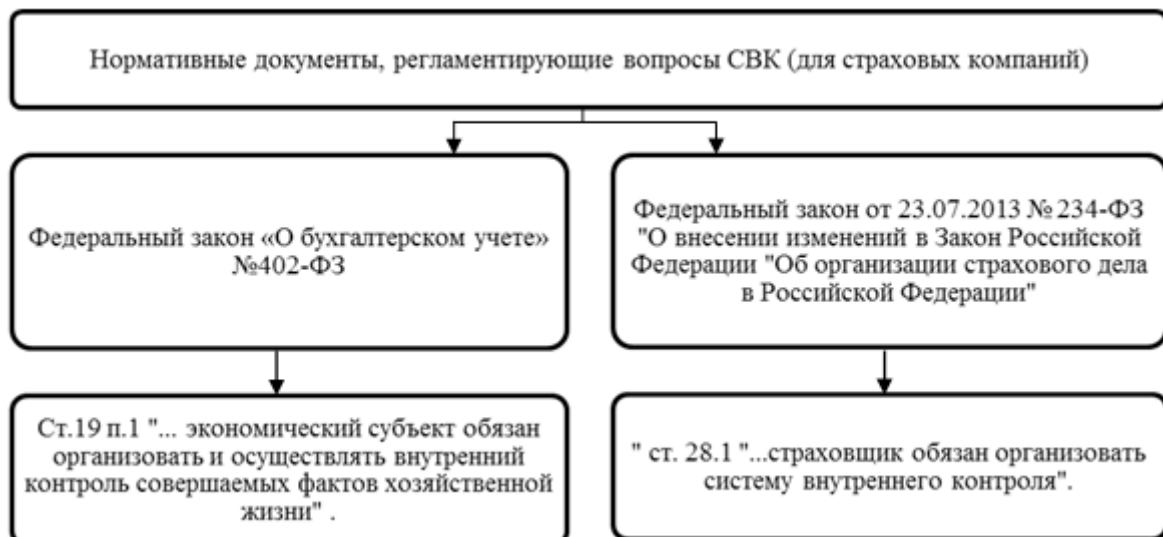 Нормативные документы, регламентирующие вопросы СВК (для страховых компаний)
Федеральный закон «О бухгалтерском учете»
№402-ФЗ
Федеральный закон от 23.07.2013 № 234-ФЗ
"О внесении изменений в Закон Российской
Федерации "Об организации страхового дела
в Российской Федерации"
Ст.19 п.1 "... экономический субъект обязан
организовать и осуществлять внутренний
контроль совершаемых фактов хозяйственной
жизни" .
" ст. 28.1 "...страховщик обязан организовать
систему внутреннего контроля".